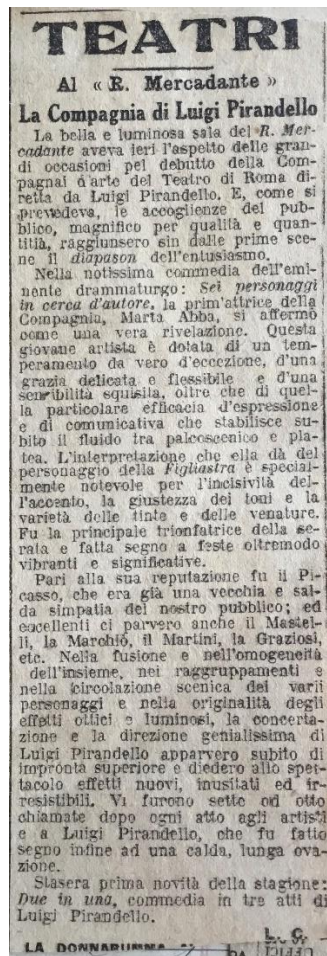 TEATRI
Al « R. Mercadante »
La Compagnia di Luigi Pirandello
La bella e luminosa sala del R. Mer-
cadante aveva ieri l'aspetto delle gran-
di occasioni pel debutto della Com-
pagnai d'arte del Teatro di Roma di-
retta da Luigi Pirandello. E, come si
prevedeva, le accoglienze del pub-
blico, magnifico per qualità e quan-
titià, raggiunsero sin dalle prime sce-
ne il diapason dell'entusiasmo.
Nella notissima commedia dell'emi-
nente drammaturgo: Sei personaggi
in cerca d'autore, la prim'attrice della
Compagnia, Marta Abba, si affermò
come una vera rivelazione. Questa
giovane artista è dotata di un tem-
peramento da vero d'eccezione, d'una
grazia delicata e flessibile e d'una
sensibilità squisita, oltre che di quel-
la particolare efficacia d'espressione
e di comunicativa che stabilisce su-
bito il fluido tra palcoscenico e pla-
tea. L'interpretazione che ella dà del
personaggio della Figliastra è special-
mente notevole per l'incisività del-
l'accento, la giustezza dei toni e la
varietà delle tinte e delle venature.
Fu la principale trionfatrice della se-
rata e fatta segno a feste oltremodo
vibranti e significative.
Pari alla sua reputazione fu il Pi-
casso, che era già una vecchia e sal-
da simpatia del nostro pubblico; ed
eccellenti ci parvero anche il Mastel-
li, la Marchiò, il Martini, la Graziosi,
etc. Nella fusione e nell'omogeneità
dell'insieme, nei raggruppamenti e
nella circolazione scenica dei varii
personaggi e nella originalità degli
effetti ottici e luminosi, la concerta-
zione e la direzione genialissima di
Luigi Pirandello apparvero subito di
impronta superiore e diedero allo spet-
tacolo effetti nuovi, inusitati ed ir-
resistibili. Vi furono sette od otto
chiamate dopo ogni atto agli artisti
e a Luigi Pirandello, che fu fatto
segno infine ad una calda, lunga ova-
zione.
Stasera prima novità della stagione:
Due in una, commedia in tre atti di
Luigi Pirandello.
L. C.
LA DONNARUMMA